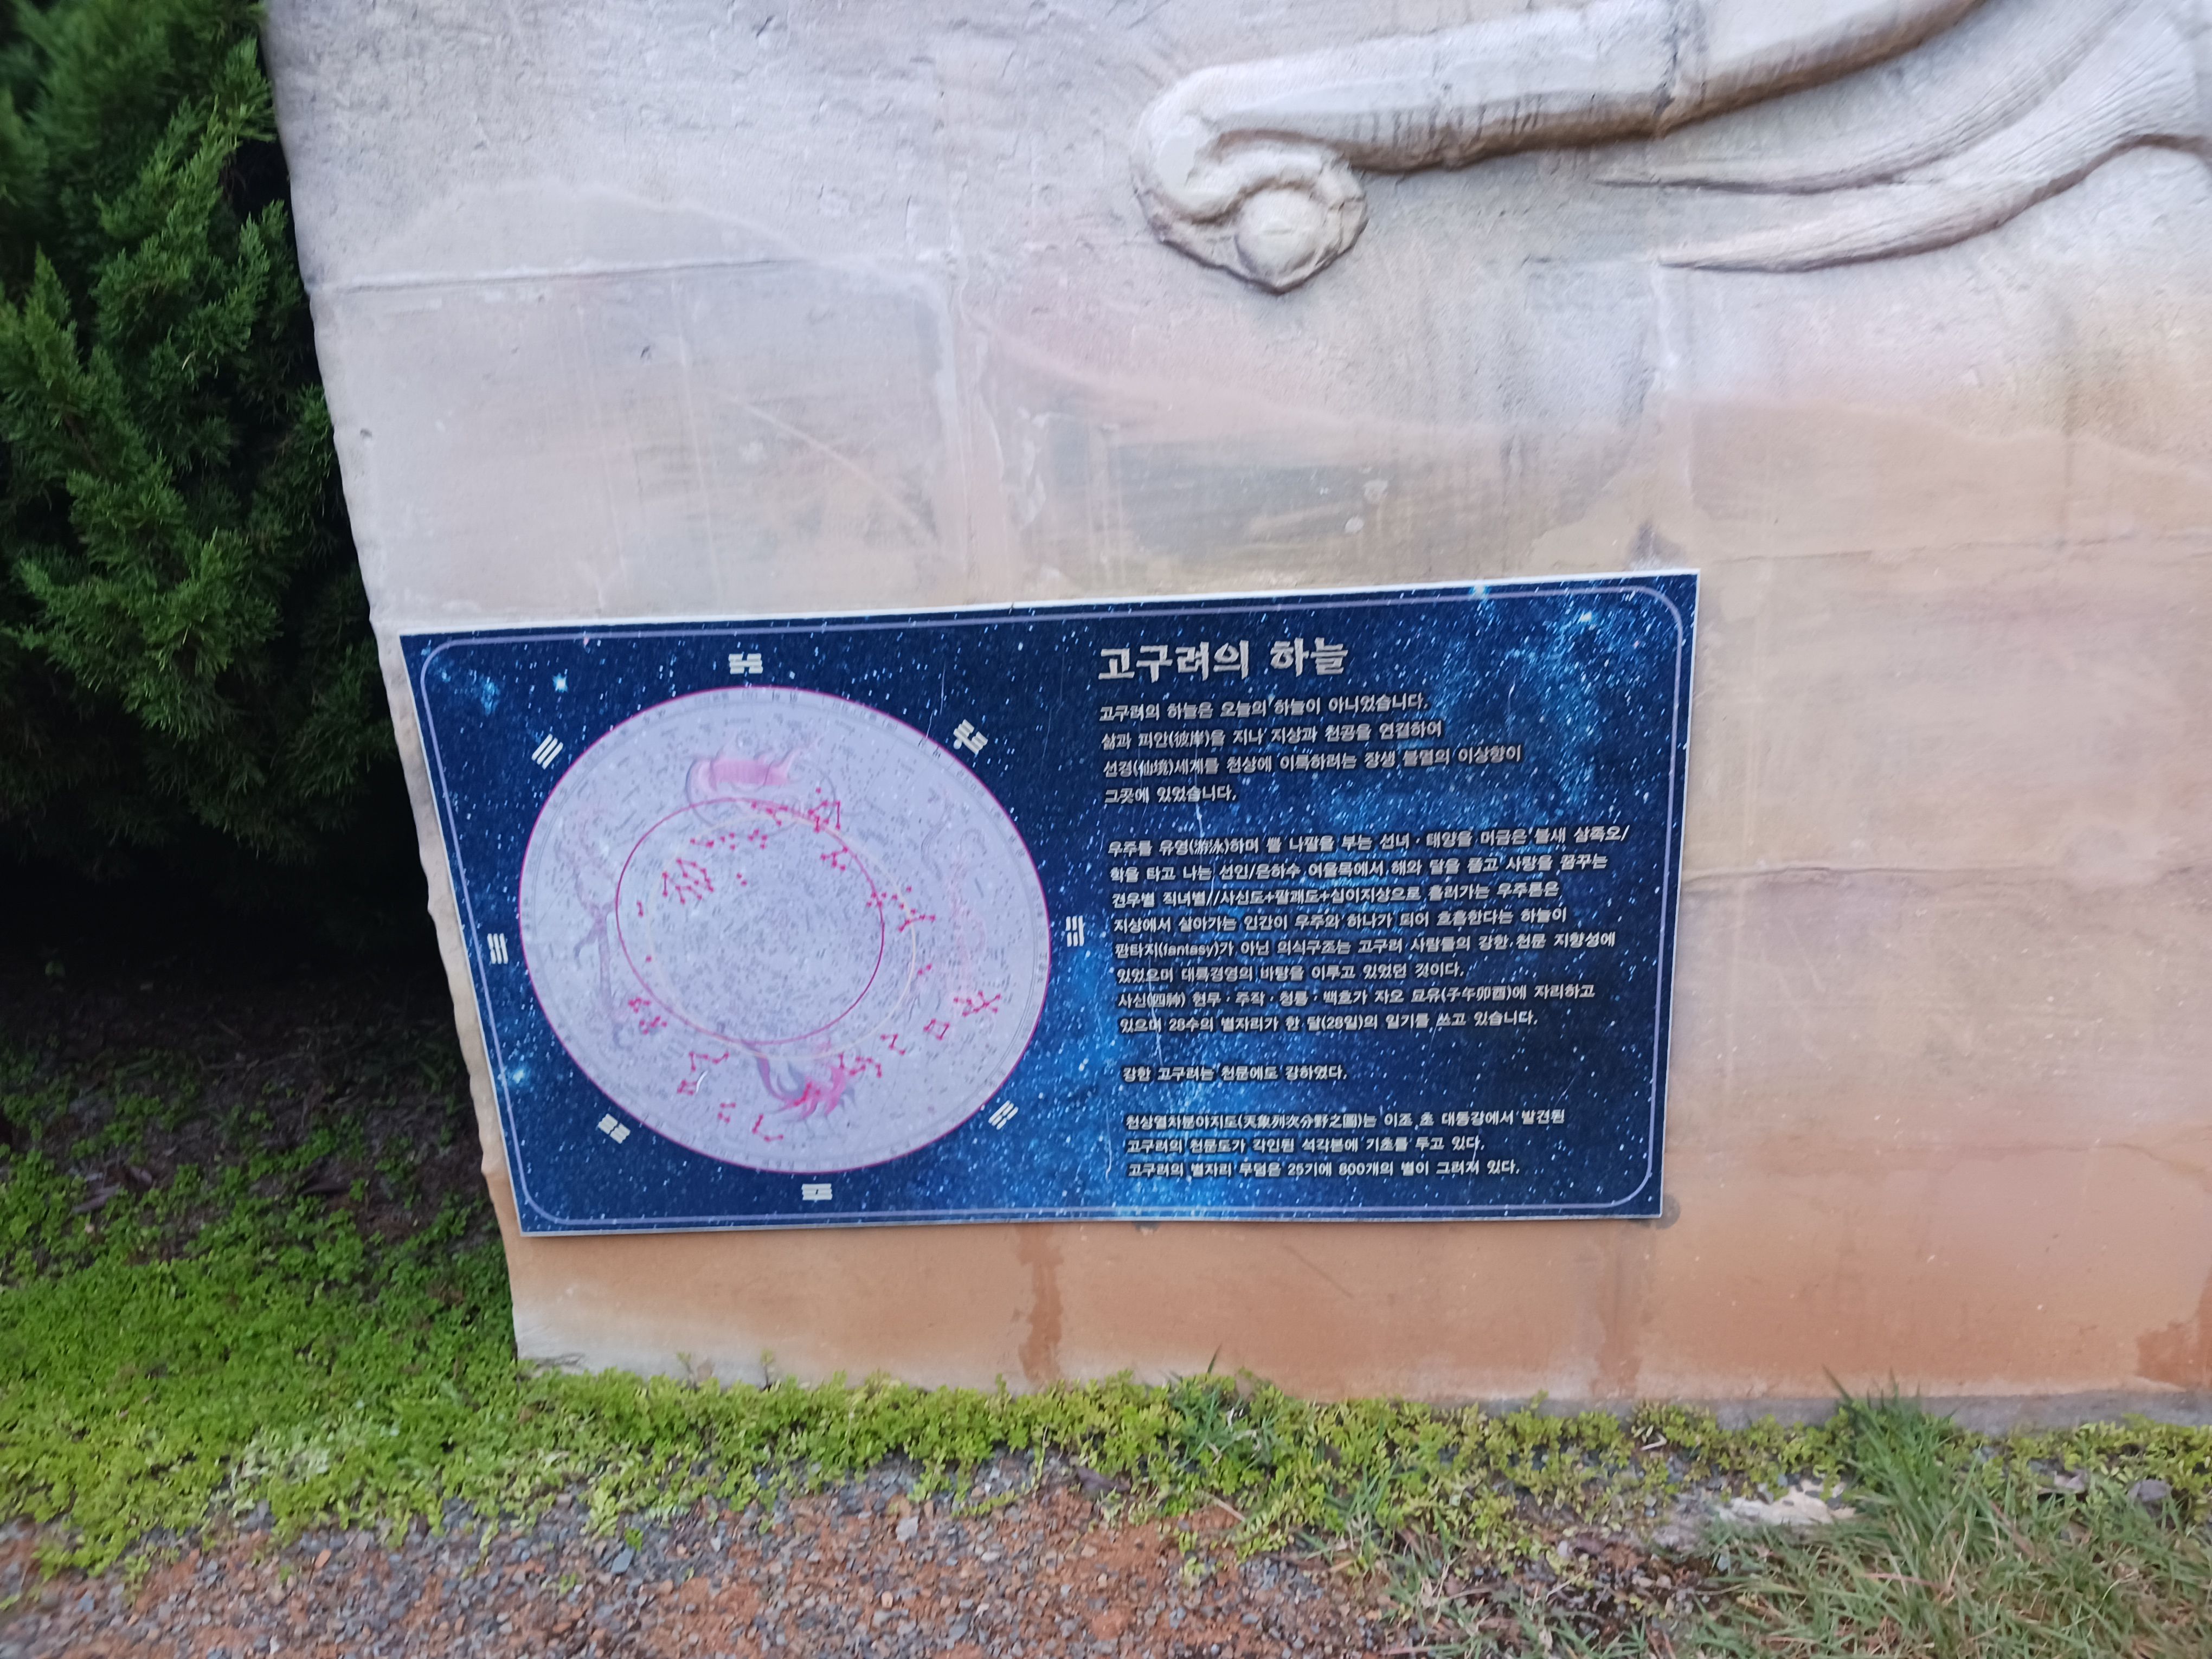 고구려의 하늘
고구려의 하늘은 오늘의 하늘이 아니었습니다.
삶과 피안(彼岸)을 지나 지상과 천공을 연결하여
선경(仙境)세계를 천상에 이룩하려는 장생 불멸의 이상향이
그곳에 있었습니다.
우주를 유영(游泳)하며 뿔 나팔을 부는 선녀·태양을 머금은 불새 삼족오/
학을 타고 나는 선인/은하수 여울목에서 해와 달을 품고 사랑을 꿈꾸는
견우별 직녀별//사신도+팔괘도+십이지상으로 흘러가는 우주론은
지상에서 살아가는 인간이 우주와 하나가 되어 호흡한다는 하늘이
판타지(fantasy)가 아닌 의식구조는 고구려 사람들의 강한 천문 지향성에
있었으며 대륙경영의 바탕을 이루고 있었던 것이다.
사신(四神) 현무·주작·청룡·백호가 자오 묘유(子午卯酉)에 자리하고
있으며 28수의 별자리가 한 달(28일)의 일기를 쓰고 있습니다.
강한 고구려는 천문에도 강하였다.
천상열차분야지도(天象列次分野之圖)는 이조 초 대동강에서 발견된
고구려의 천문도가 각인된 석각본에 기초를 두고 있다.
고구려의 별자리 무덤은 25기에 800개의 별이 그려져 있다.